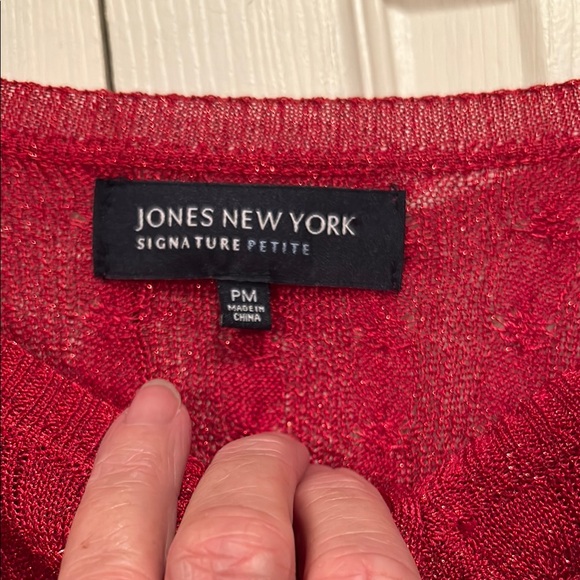 JONES NEW YORK
SIGNATURE PETITE
PM
MADE IN
CHINA